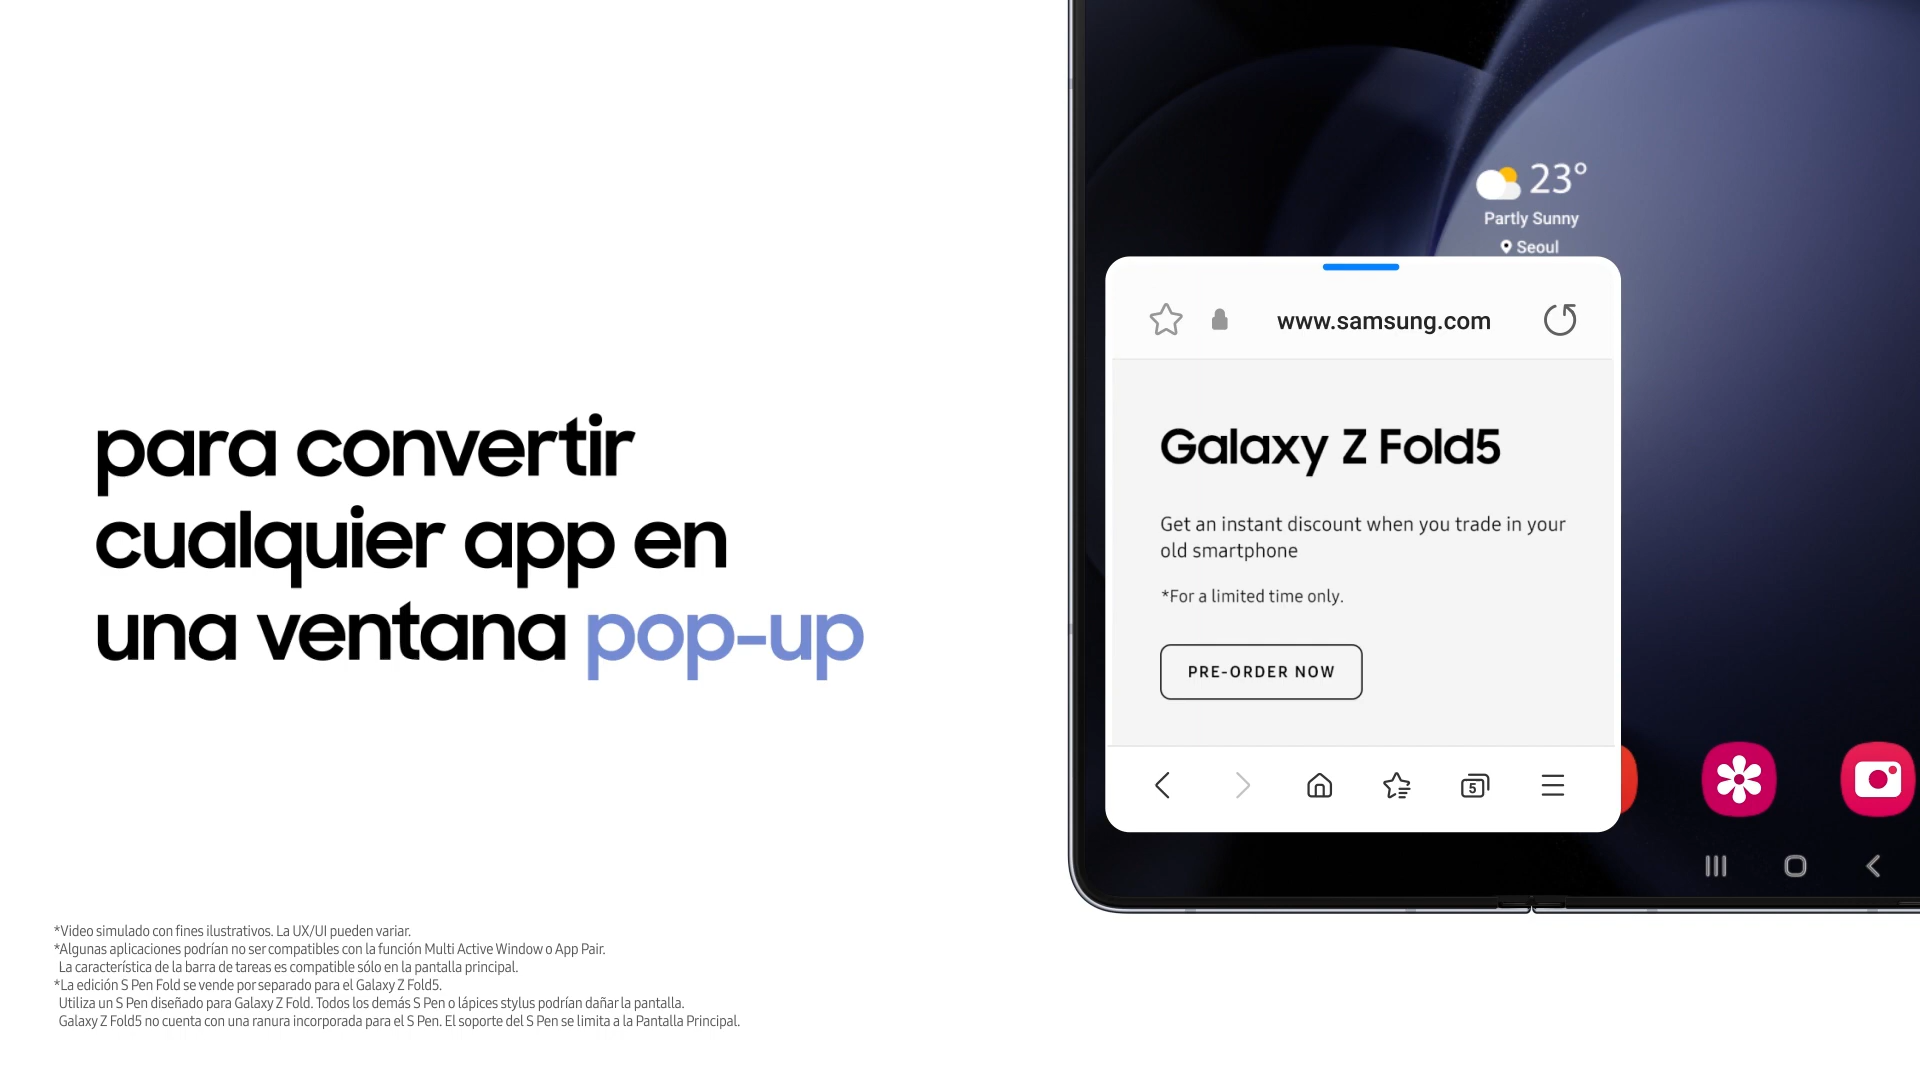 para convertir
cualquier app en
una ventana pop-up
23°
Partly Sunny
Seoul
www.samsung.com
Galaxy Z Fold5
Get an instant discount when you trade in your
old smartphone
*For a limited time only.
PRE-ORDER NOW
5
*Video simulado con fines ilustrativos. La UX/UI pueden variar.
*Algunas aplicaciones podrían no ser compatibles con la función Multi Active Window o App Pair.
La característica de la barra de tareas es compatible sólo en la pantalla principal.
*La edición S Pen Fold se vende por separado para el Galaxy Z Fold5.
Utiliza un S Pen diseñado para Galaxy Z Fold. Todos los demás S Pen o lápices stylus podrían dañar la pantalla.
Galaxy Z Fold5 no cuenta con una ranura incorporada para el S Pen. El soporte del S Pen se limita a la Pantalla Principal.